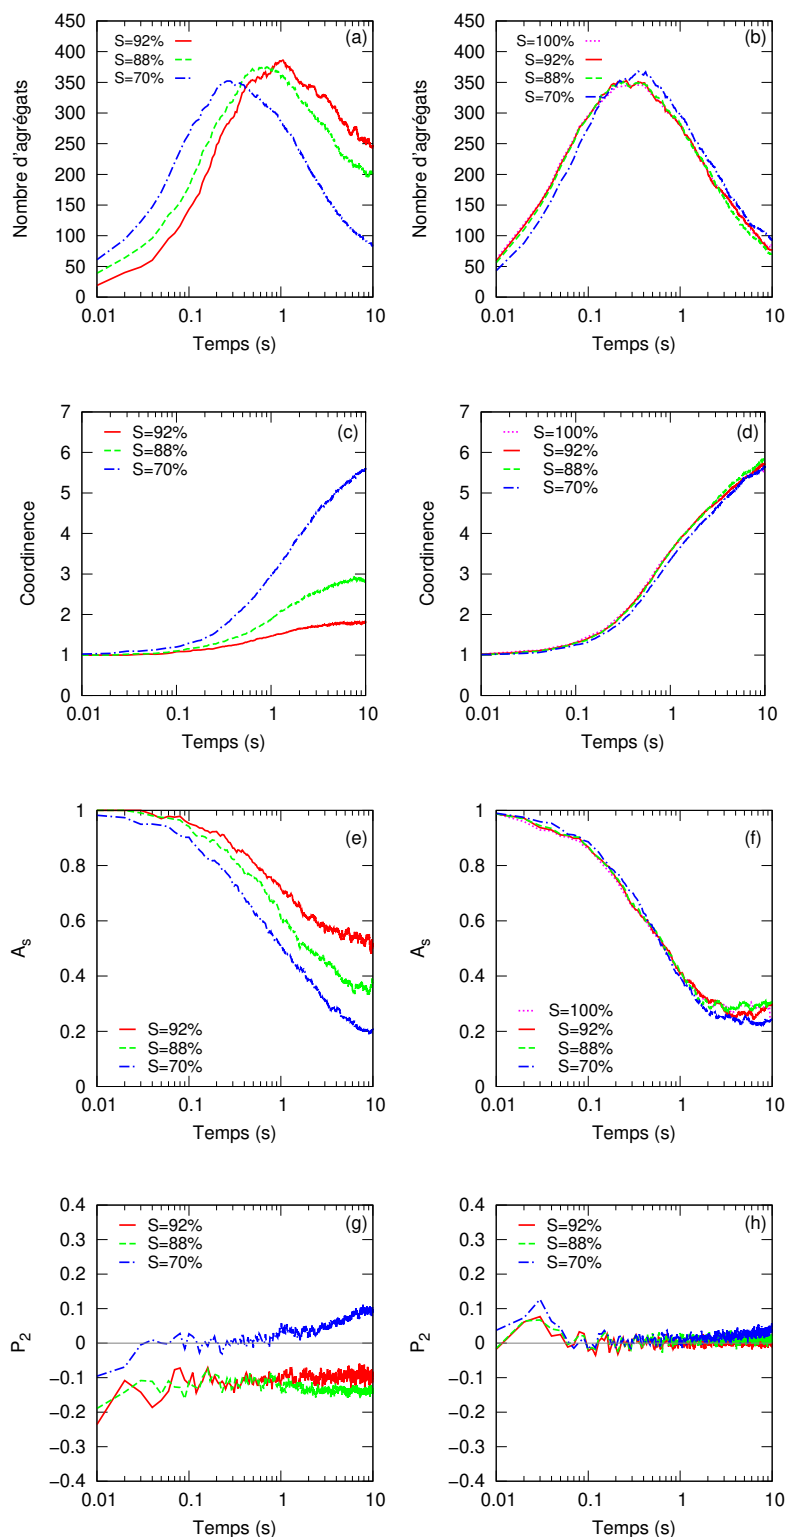 (a)
S=92%
S=88%
S=70%
Nombre d'agrégats
450
400
350
300
250
200
150
100
50
0
0.01 0.1 1 10
Temps (s)
(b)
S=100%
S=92%
S=88%
S=70%
Nombre d'agrégats
450
400
350
300
250
200
150
100
50
0
0.01 0.1 1 10
Temps (s)
(c)
S=92%
S=88%
S=70%
Coordinence
7
6
5
4
3
2
1
0
0.01 0.1 1 10
Temps (s)
(d)
S=100%
S=92%
S=88%
S=70%
Coordinence
7
6
5
4
3
2
1
0
0.01 0.1 1 10
Temps (s)
(e)
S=92%
S=88%
S=70%
As
1
0.8
0.6
0.4
0.2
0
0.01 0.1 1 10
Temps (s)
(f)
S=100%
S=92%
S=88%
S=70%
As
1
0.8
0.6
0.4
0.2
0
0.01 0.1 1 10
Temps (s)
(g)
S=92%
S=88%
S=70%
P2
0.4
0.3
0.2
0.1
0
−0.1
−0.2
−0.3
−0.4
0.01 0.1 1 10
Temps (s)
(h)
S=92%
S=88%
S=70%
P2
0.4
0.3
0.2
0.1
0
−0.1
−0.2
−0.3
−0.4
0.01 0.1 1 10
Temps (s)